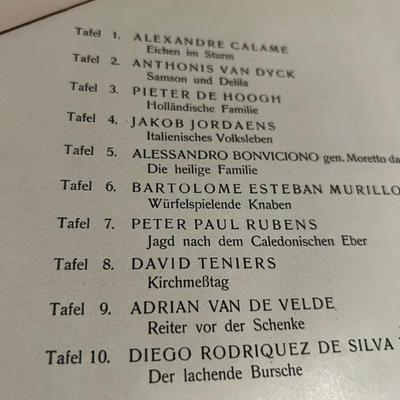 Tafel 1. ALEXANDRE CALAME
Eichen im Sturm
Tafel 2. ANTHONIS VAN DYCK
Samson und Delila
Tafel 3. PIETER DE HOOGH
Holländische Familie
Tafel 4. JAKOB JORDAENS
Italienisches Volksleben
Tafel 5. ALESSANDRO BONVICIONO gen. Moretto da
Die heilige Familie
Tafel 6. BARTOLOME ESTEBAN MURILLO
Würfelspielende Knaben
Tafel 7. PETER PAUL RUBENS
Jagd nach dem Caledonischen Eber
Tafel 8. DAVID TENIERS
Kirchmeßtag
Tafel 9. ADRIAN VAN DE VELDE
Reiter vor der Schenke
Tafel 10. DIEGO RODRIQUEZ DE SILVA
Der lachende Bursche